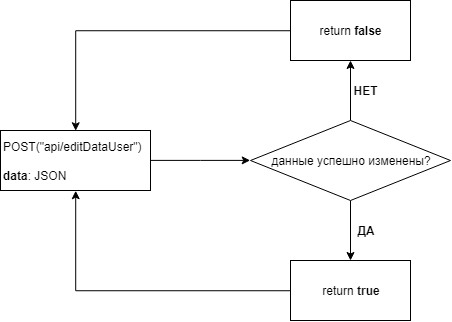 return false
НЕТ
POST("api/editDataUser")
data: JSON
данные успешно изменены?
ДА
return true